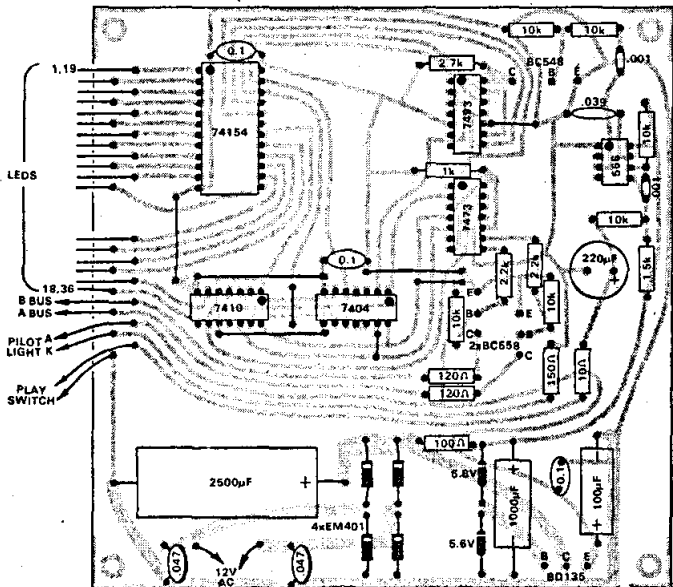 10k
10k
0.1
1,19
2.7k
C
BC548
B
E
.001
.039
LEDS
74154
7493
10k
566
1k
.001
7473
10k
0.1
2.2k
2.2k
220µF
+
1.5k
18,36
B BUS
A BUS
7410
7404
10k
E
B
C
10k
E
B
C
2xBC558
PILOT A
LIGHT K
PLAY
SWITCH
120Ω
120Ω
150Ω
10Ω
100Ω
2500µF
+
6.8V
1000µF
+
0.1
100µF
+
4xEM401
5.6V
.047
12V
AC
.047
B
C
E
BD135